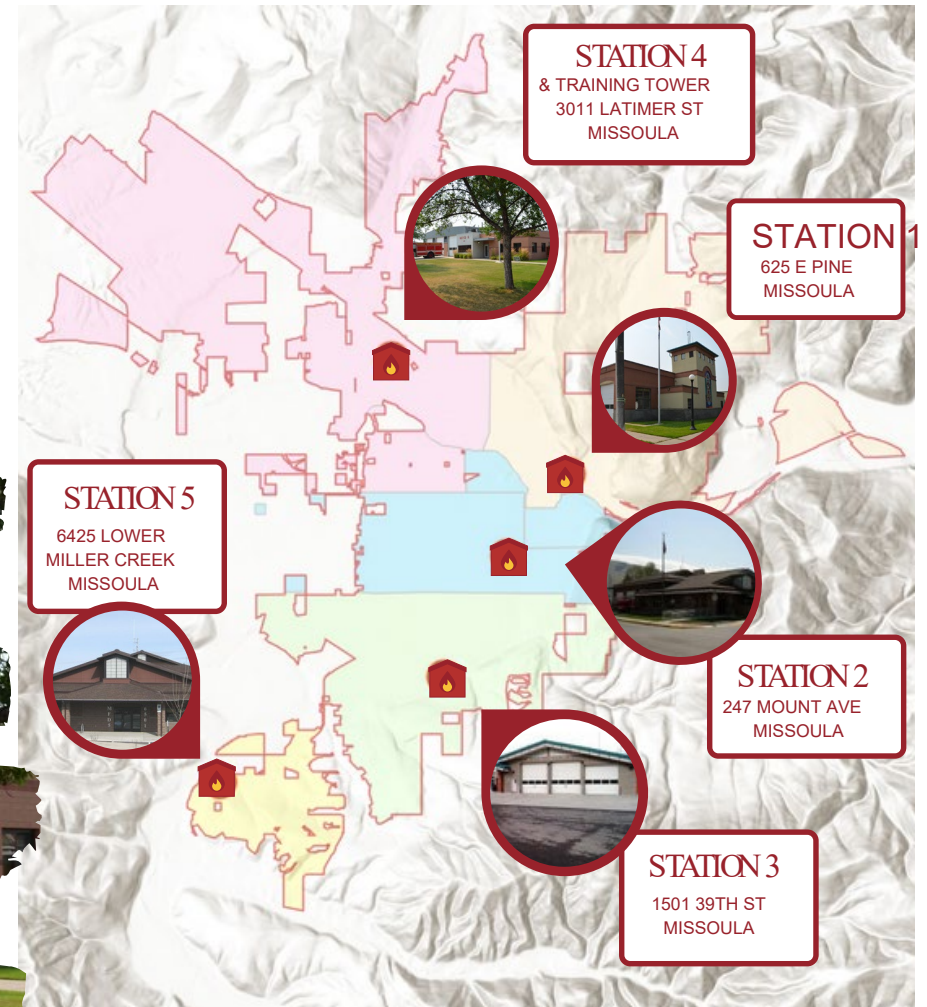 STATION 4
& TRAINING TOWER
3011 LATIMER ST
MISSOULA
STATION 1
625 E PINE
MISSOULA
STATION 5
6425 LOWER
MILLER CREEK
MISSOULA
STATION 2
247 MOUNT AVE
MISSOULA
STATION 3
1501 39TH ST
MISSOULA